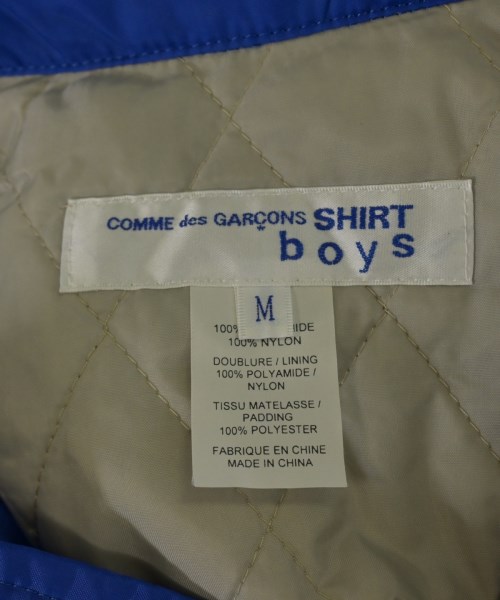 COMME des GARÇONS SHIRT
boys
M
100% IDE
100% NYLON
DOUBLURE / LINING
100% POLYAMIDE /
NYLON
TISSU MATELASSE /
PADDING
100% POLYESTER
FABRIQUE EN CHINE
MADE IN CHINA